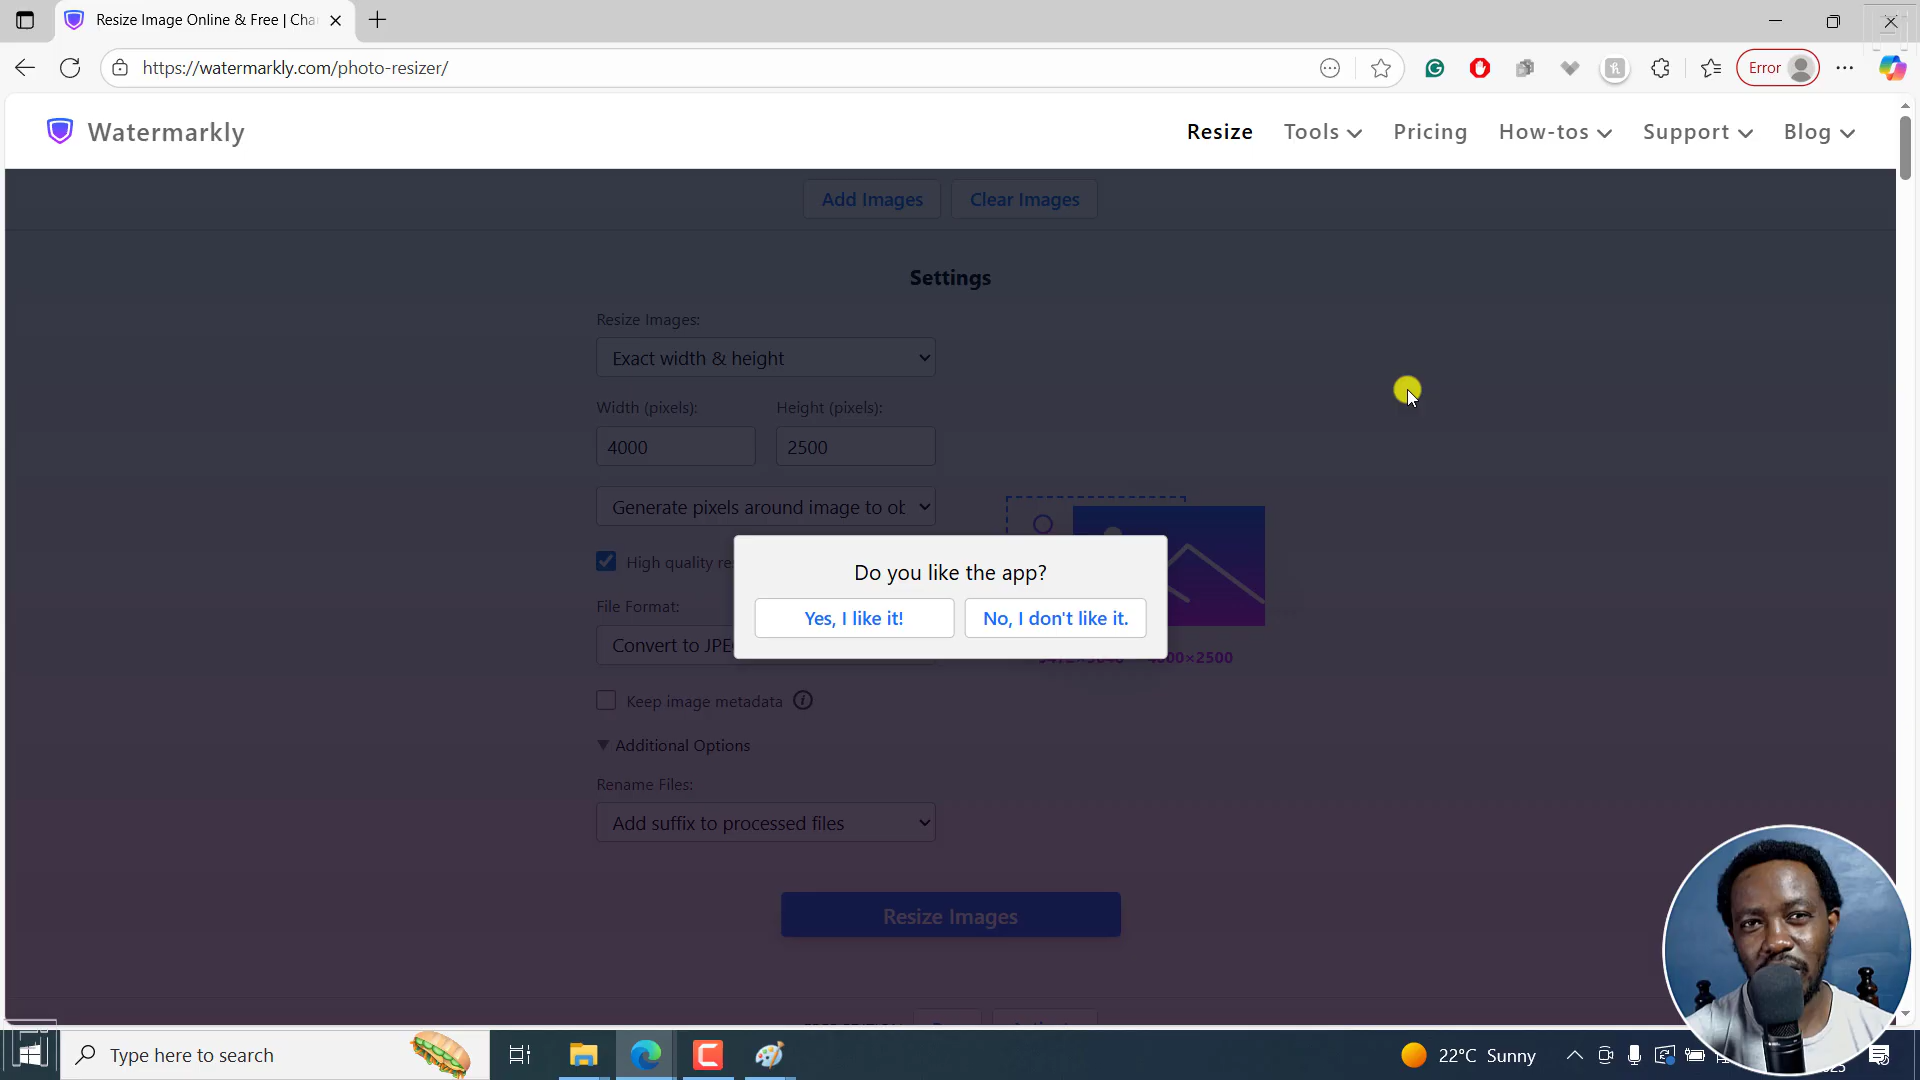 Resize Image Online & Free | Cha
https://watermarkly.com/photo-resizer/
Error
Watermarkly
Resize
Tools
Pricing
How-tos
Support
Blog
Add Images
Clear Images
Settings
Resize Images:
Exact width & height
Width (pixels):
Height (pixels):
4000
2500
Generate pixels around image to ob
High quality re
Do you like the app?
Yes, I like it!
No, I don't like it.
File Format:
Convert to JPE
4000×2500
Keep image metadata
Additional Options
Rename Files:
Add suffix to processed files
Resize Images
Type here to search
22°C Sunny